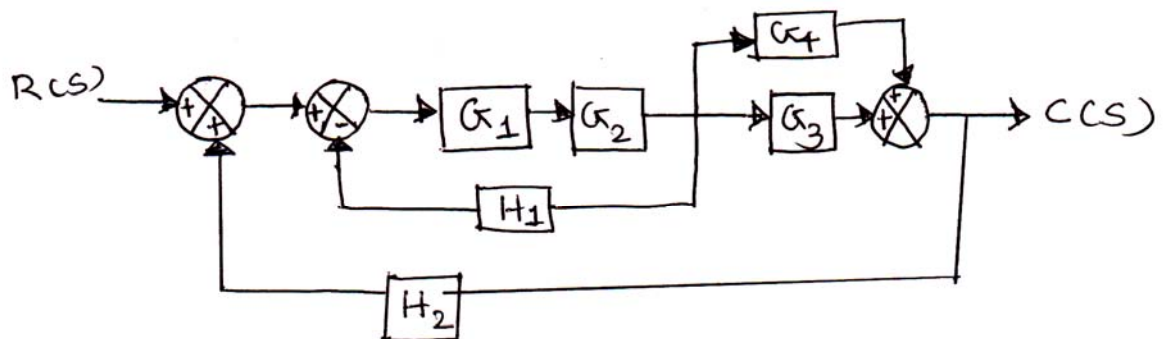 R(S)
+
+
+
-
G1
G2
G4
G3
+
+
C(S)
H1
H2